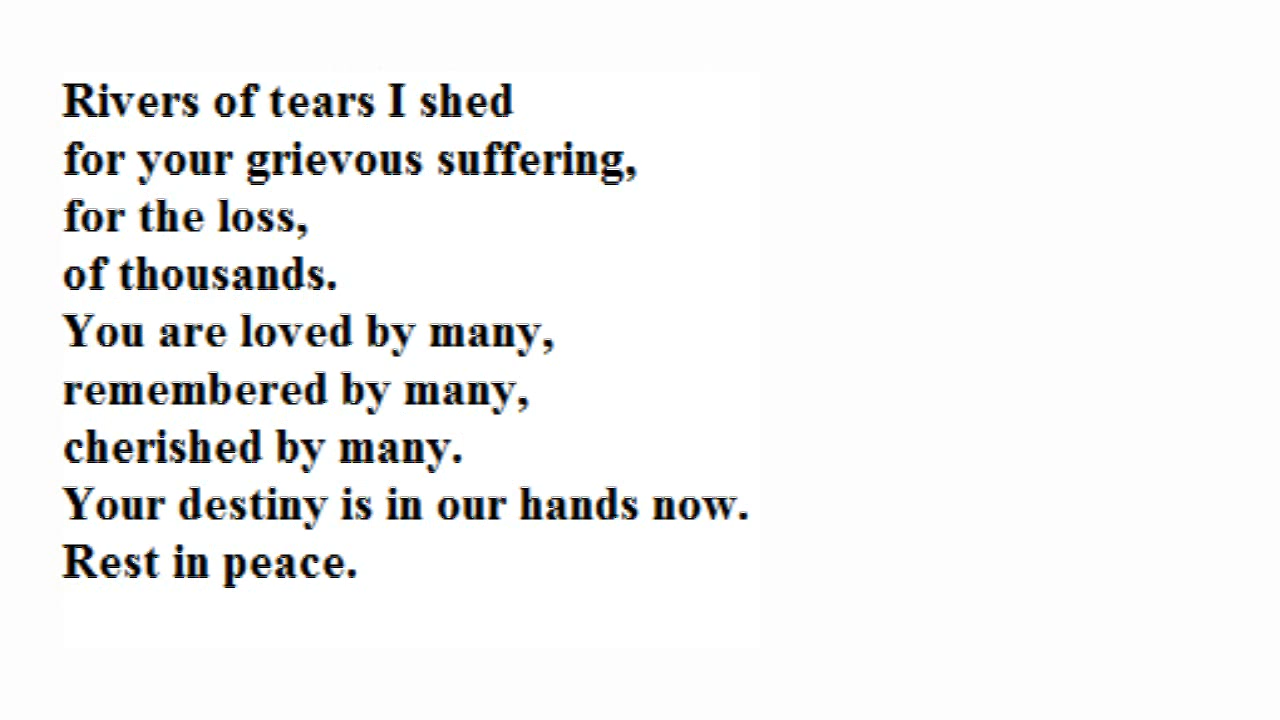 Rivers of tears I shed
for your grievous suffering,
for the loss,
of thousands.
You are loved by many,
remembered by many,
cherished by many.
Your destiny is in our hands now.
Rest in peace.